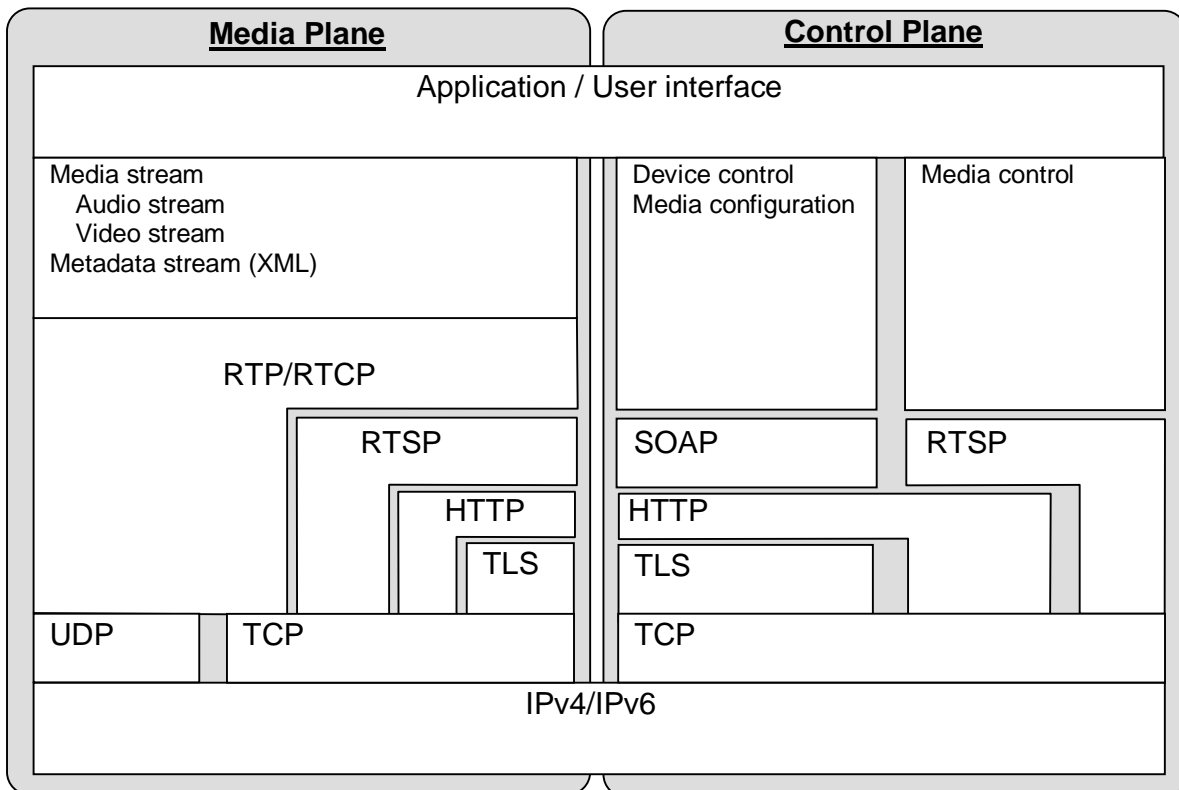 Media Plane
Control Plane
Application / User interface
Media stream
Audio stream
Video stream
Metadata stream (XML)
Device control
Media configuration
Media control
RTP/RTCP
RTSP
SOAP
RTSP
HTTP
HTTP
TLS
TLS
UDP
TCP
TCP
IPv4/IPv6